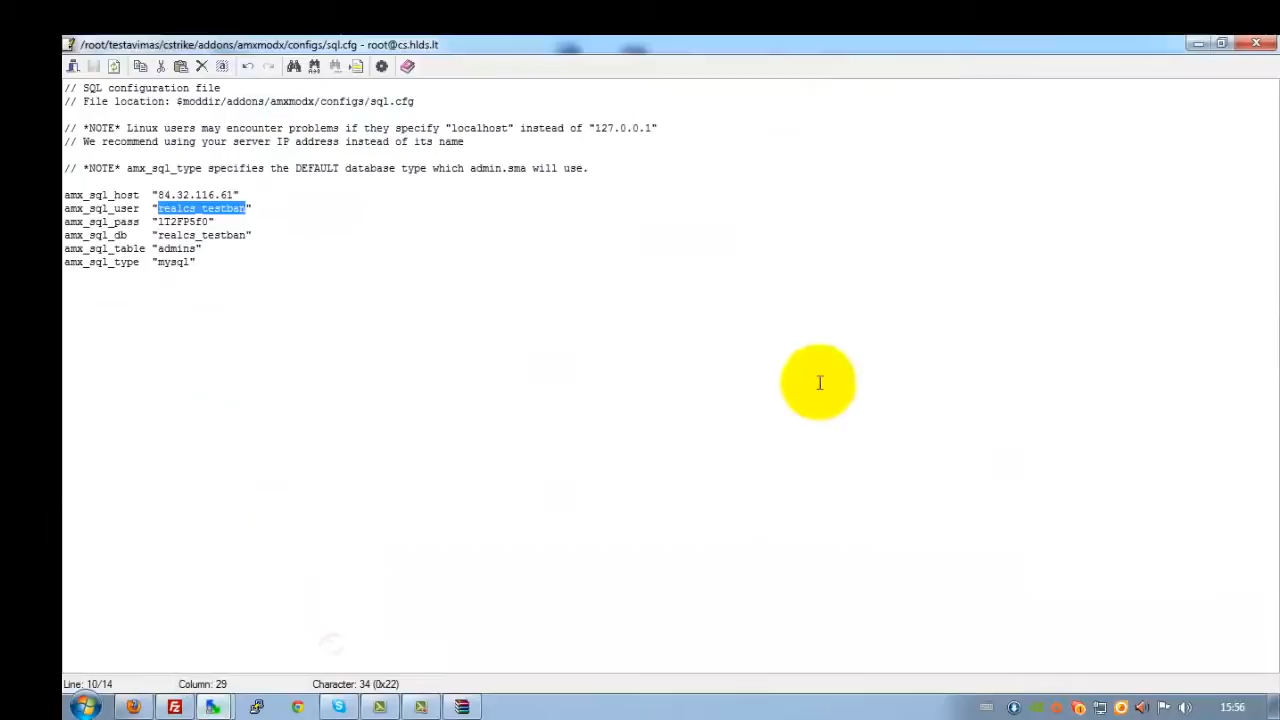 /root/testavimas/cstrike/addons/amxmodx/configs/sql.cfg - root@cs.hlds.lt
// SQL configuration file
// File location: $moddir/addons/amxmodx/configs/sql.cfg
// *NOTE* Linux users may encounter problems if they specify "localhost" instead of "127.0.0.1"
// We recommend using your server IP address instead of its name
// *NOTE* amx_sql_type specifies the DEFAULT database type which admin.sma will use.
amx_sql_host "84.32.116.61"
amx_sql_user "realcs_testban"
amx_sql_pass "lT2FP5f0"
amx_sql_db "realcs_testban"
amx_sql_table "admins"
amx_sql_type "mysql"
Line: 10/14 Column: 29 Character: 34 (0x22)
15:56